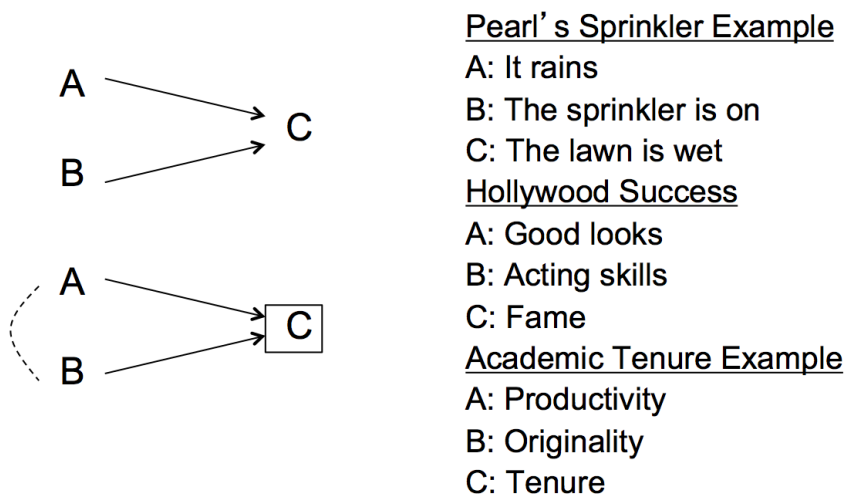 A
B
C
A
B
C
Pearl’s Sprinkler Example
A: It rains
B: The sprinkler is on
C: The lawn is wet
Hollywood Success
A: Good looks
B: Acting skills
C: Fame
Academic Tenure Example
A: Productivity
B: Originality
C: Tenure